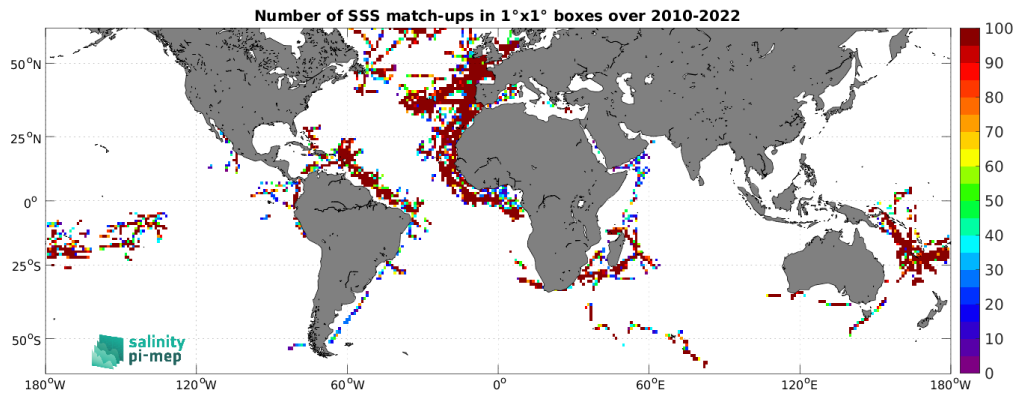 Number of SSS match-ups in 1°x1° boxes over 2010-2022
100
90
80
70
60
50
40
30
20
10
0
50°N
25°N
0°
25°S
50°S
salinity
pi-mep
180°W 120°W 60°W 0° 60°E 120°E 180°W